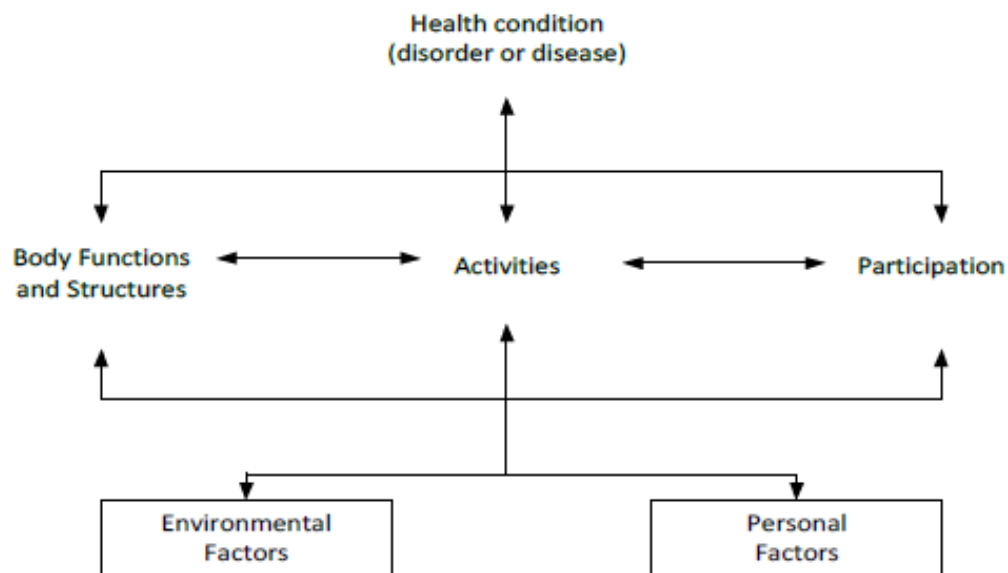 Health condition
(disorder or disease)
Body Functions
and Structures
Activities
Participation
Environmental
Factors
Personal
Factors